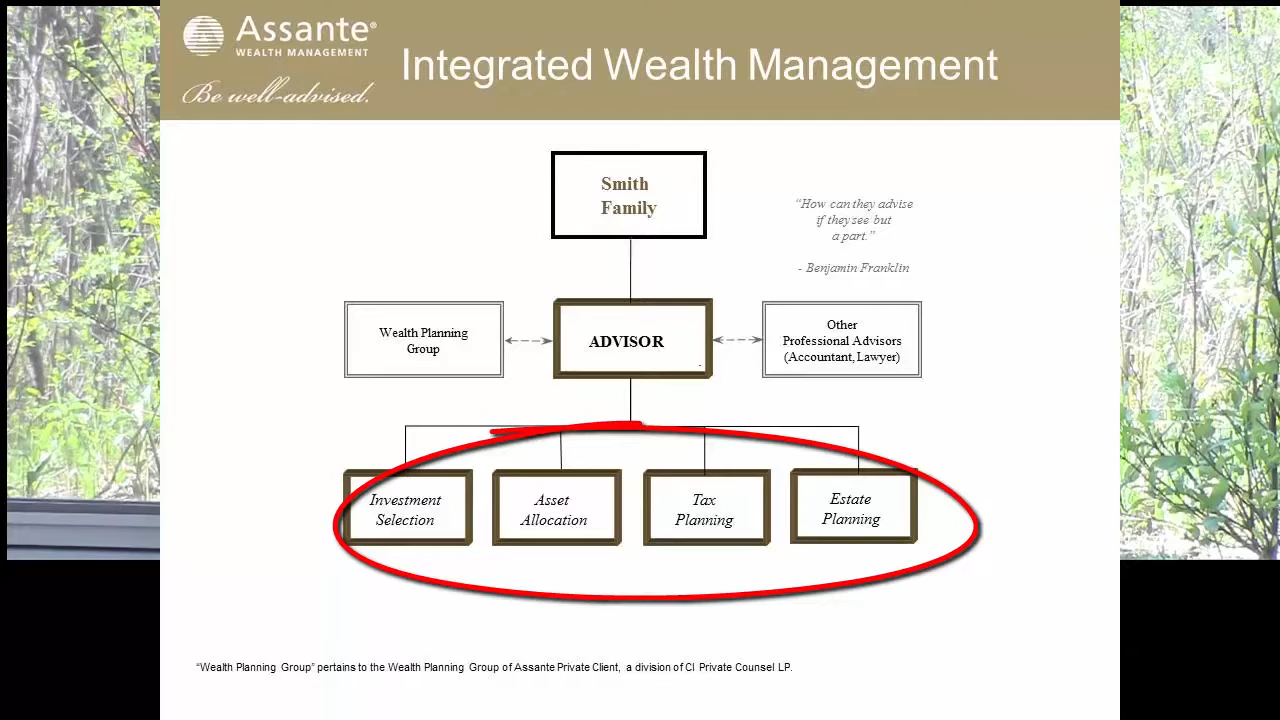 Assante®
WEALTH MANAGEMENT
Be well-advised.
Integrated Wealth Management
Smith
Family
“How can they advise
if they see but
a part.”
- Benjamin Franklin
Wealth Planning
Group
ADVISOR
Other
Professional Advisors
(Accountant, Lawyer)
Investment
Selection
Asset
Allocation
Tax
Planning
Estate
Planning
“Wealth Planning Group” pertains to the Wealth Planning Group of Assante Private Client, a division of CI Private Counsel LP.